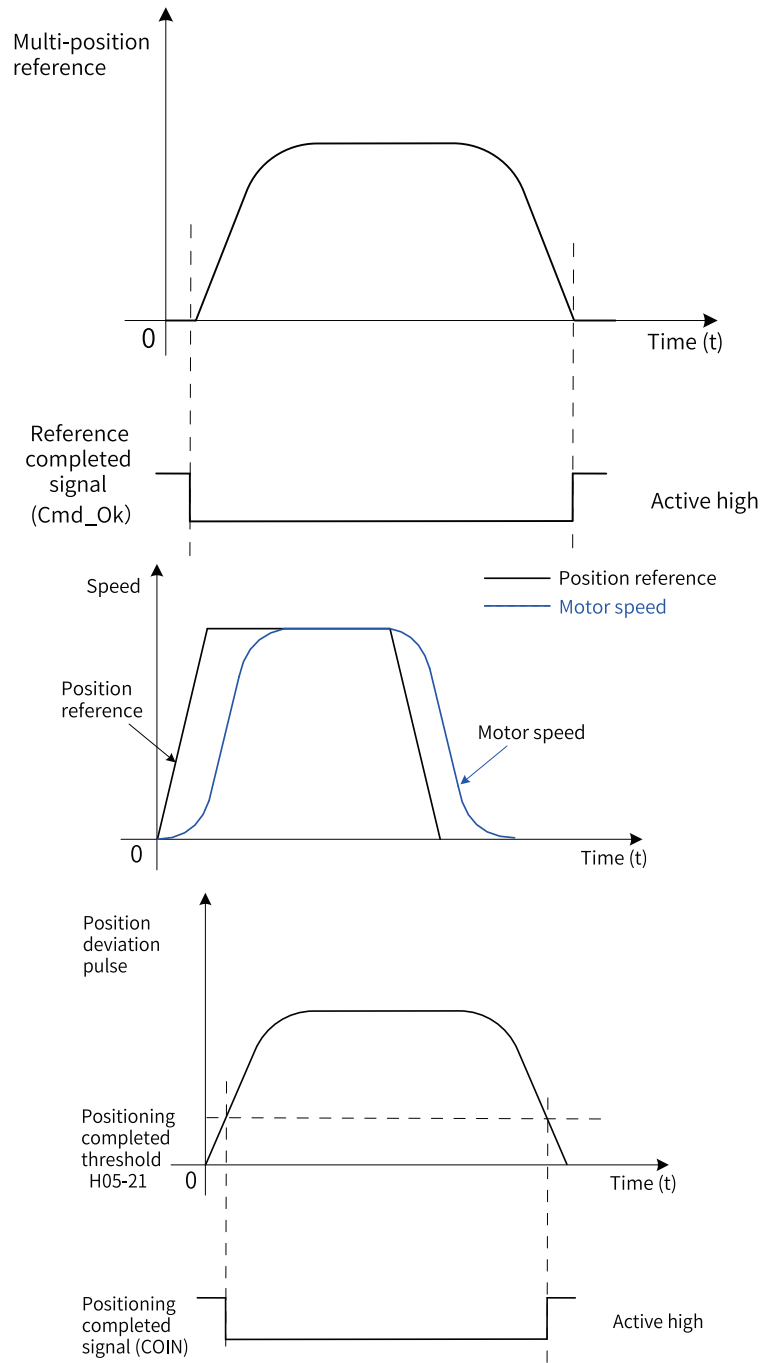 Multi-position
reference
0
Time (t)
Reference
completed
signal
(Cmd_Ok)
Active high
Speed
Position reference
Motor speed
Position
reference
Motor speed
0
Time (t)
Position
deviation
pulse
Positioning
completed
threshold
H05-21
0
Time (t)
Positioning
completed
signal (COIN)
Active high